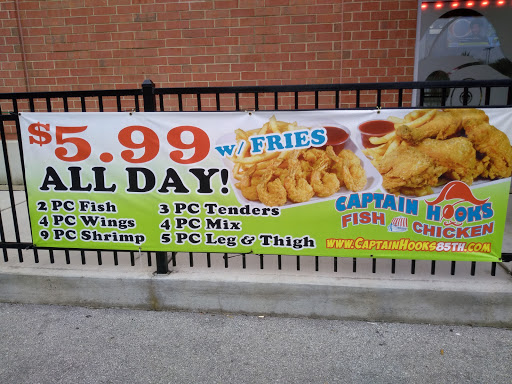 $5.99 w/ FRIES
ALL DAY!
2 PC Fish
4 PC Wings
9 PC Shrimp
3 PC Tenders
4 PC Mix
5 PC Leg & Thigh
CAPTAIN HOOK'S
FISH & CHICKEN
www.CaptainHooks85th.com